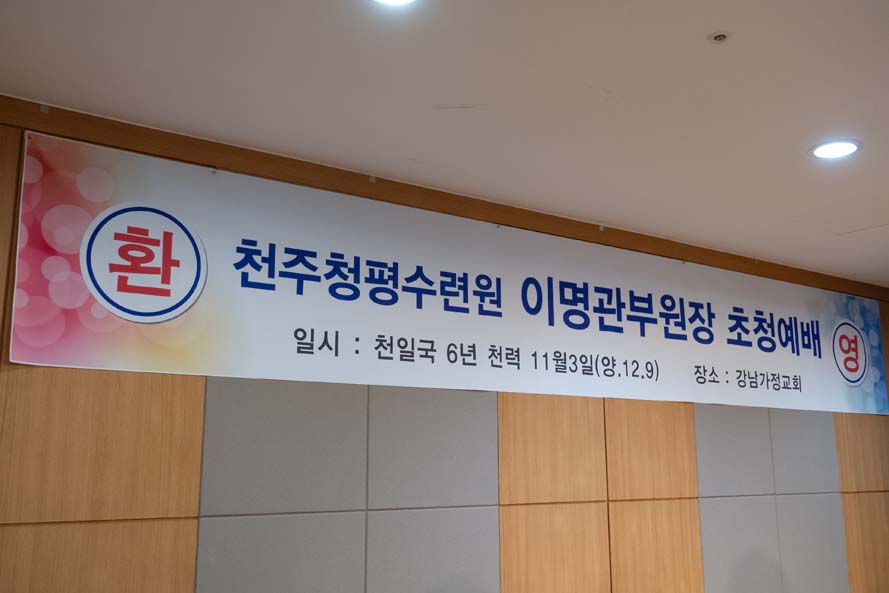 환 천주청평수련원 이명관부원장 초청예배 영
일시 : 천일국 6년 천력 11월3일(양.12.9) 장소 : 강남가정교회